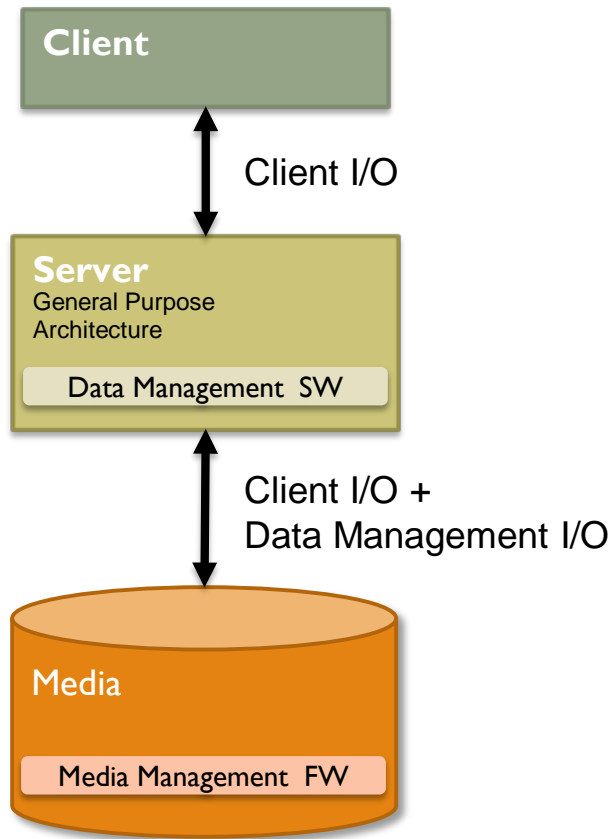 Client
Client I/O
Server
General Purpose
Architecture
Data Management SW
Client I/O +
Data Management I/O
Media
Media Management FW